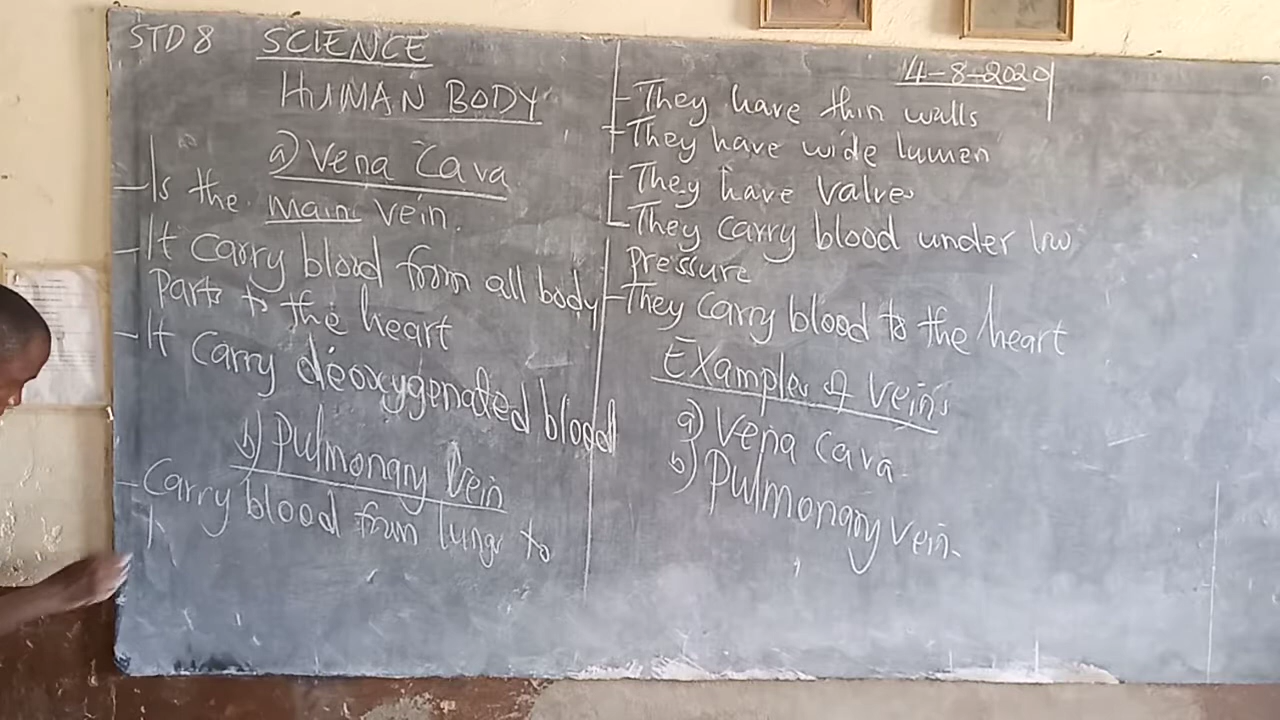 STD 8 SCIENCE
HUMAN BODY
a) Vena Cava
- Is the main vein.
- It carry blood from all body
parts to the heart
- It carry deoxygenated blood
b) Pulmonary Vein
- Carry blood from lungs to
4-8-2020
- They have thin walls
- They have wide lumen
- They have valves
- They carry blood under low
pressure
- They carry blood to the heart
Examples of veins
a) Vena cava.
b) Pulmonary vein.